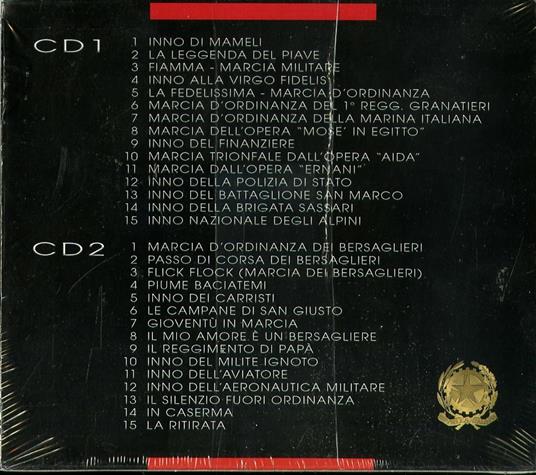 CD 1
1 INNO DI MAMELI
2 LA LEGGENDA DEL PIAVE
3 FIAMMA - MARCIA MILITARE
4 INNO ALLA VIRGO FIDELIS
5 LA FEDELISSIMA - MARCIA D'ORDINANZA
6 MARCIA D'ORDINANZA DEL 1° REGG. GRANATIERI
7 MARCIA D'ORDINANZA DELLA MARINA ITALIANA
8 MARCIA DELL'OPERA "MOSE' IN EGITTO"
9 INNO DEL FINANZIERE
10 MARCIA TRIONFALE DALL'OPERA "AIDA"
11 MARCIA DALL'OPERA "ERNANI"
12 INNO DELLA POLIZIA DI STATO
13 INNO DEL BATTAGLIONE SAN MARCO
14 INNO DELLA BRIGATA SASSARI
15 INNO NAZIONALE DEGLI ALPINI
CD 2
1 MARCIA D'ORDINANZA DEI BERSAGLIERI
2 PASSO DI CORSA DEI BERSAGLIERI
3 FLICK FLOCK (MARCIA DEI BERSAGLIERI)
4 PIUME BACIATEMI
5 INNO DEI CARRISTI
6 LE CAMPANE DI SAN GIUSTO
7 GIOVENTÙ IN MARCIA
8 IL MIO AMORE È UN BERSAGLIERE
9 IL REGGIMENTO DI PAPÀ
10 INNO DEL MILITE IGNOTO
11 INNO DELL'AVIATORE
12 INNO DELL'AERONAUTICA MILITARE
13 IL SILENZIO FUORI ORDINANZA
14 IN CASERMA
15 LA RITIRATA